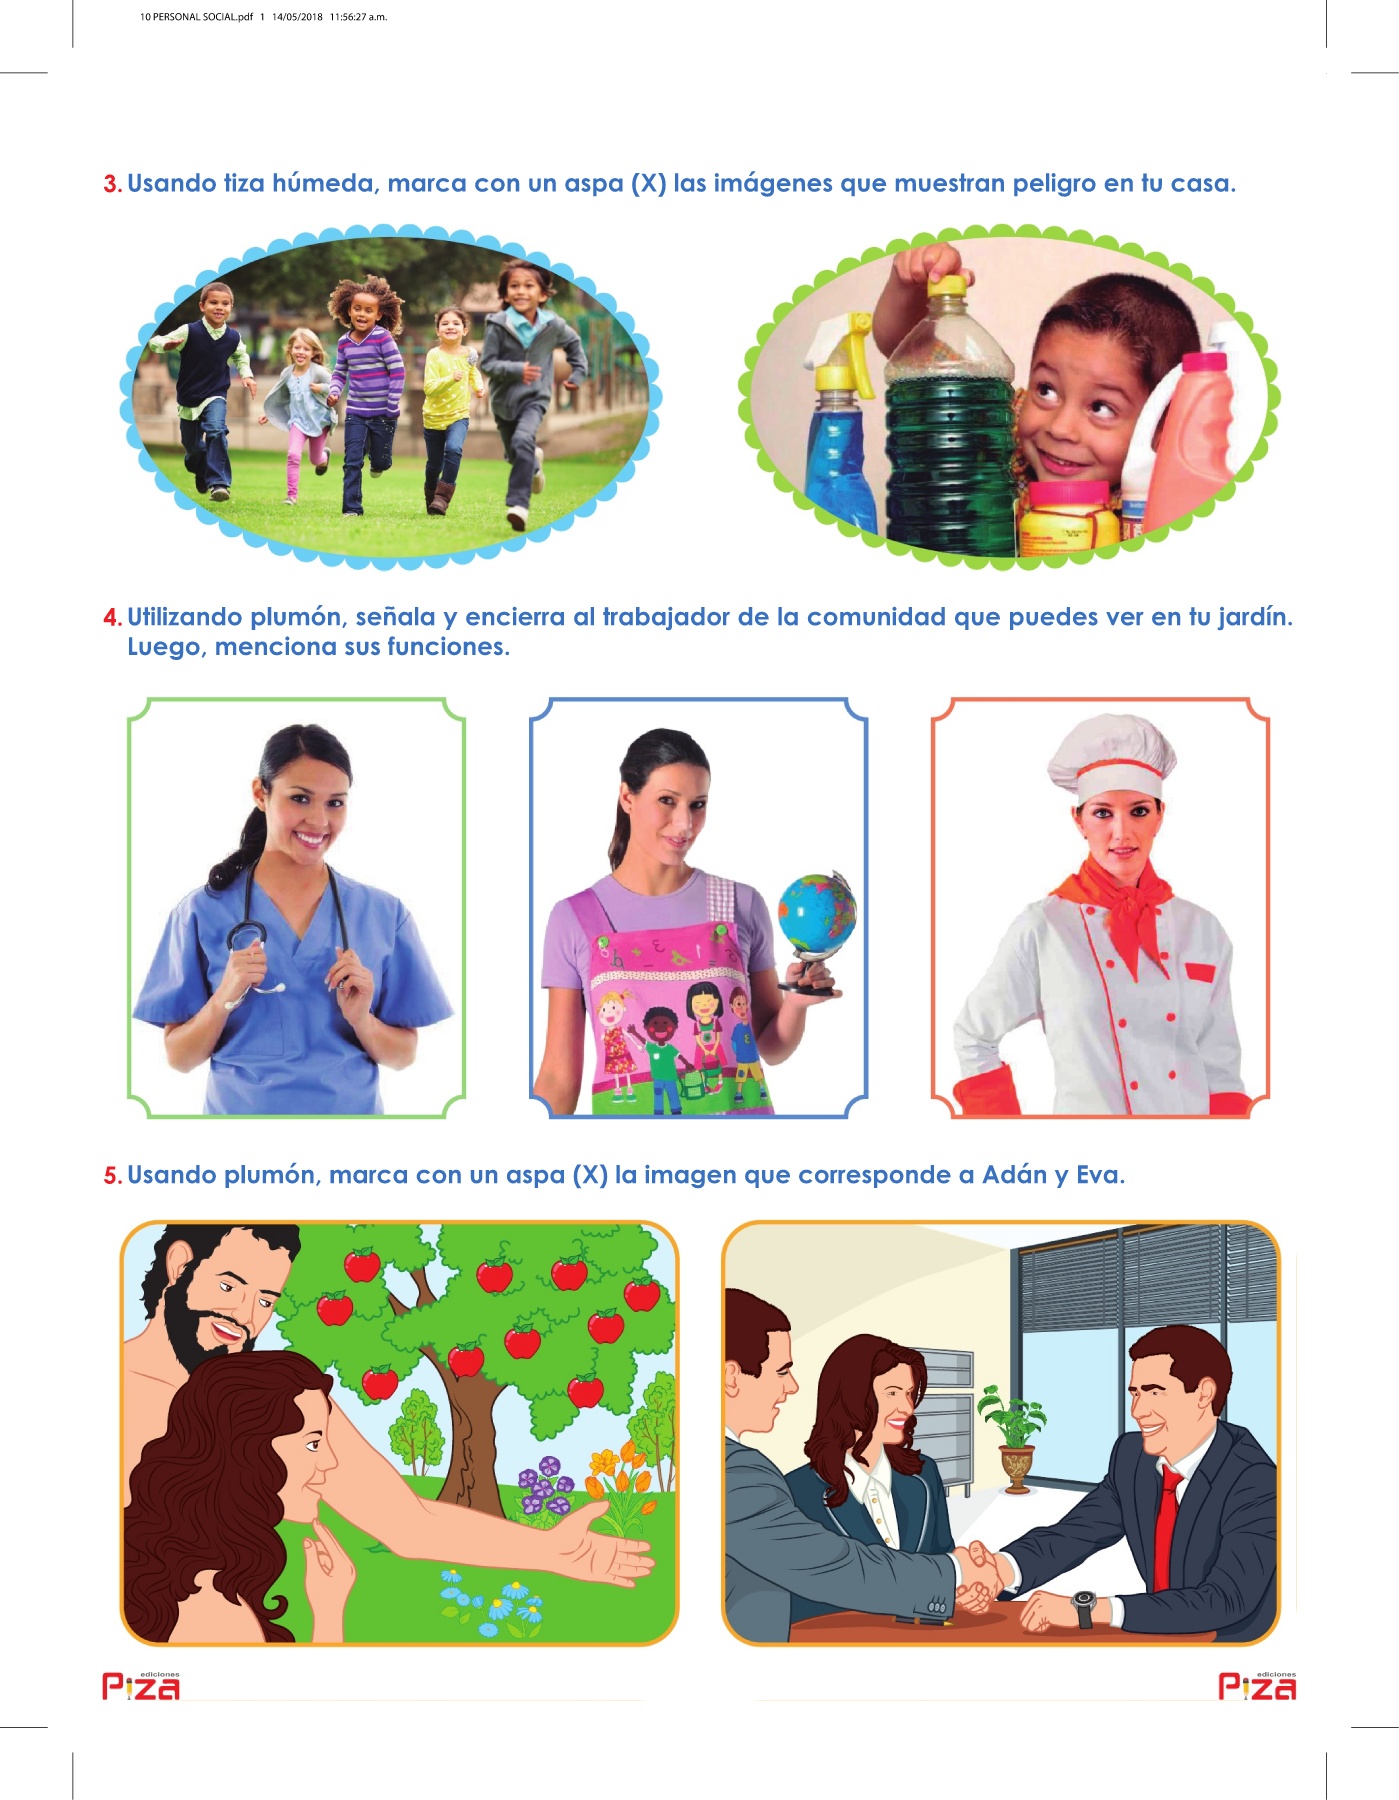 10 PERSONAL SOCIAL.pdf 1 14/05/2018 11:56:27 a.m.
3. Usando tiza húmeda, marca con un aspa (X) las imágenes que muestran peligro en tu casa.
4. Utilizando plumón, señala y encierra al trabajador de la comunidad que puedes ver en tu jardín.
Luego, menciona sus funciones.
5. Usando plumón, marca con un aspa (X) la imagen que corresponde a Adán y Eva.
ediciones
Piza
ediciones
Piza